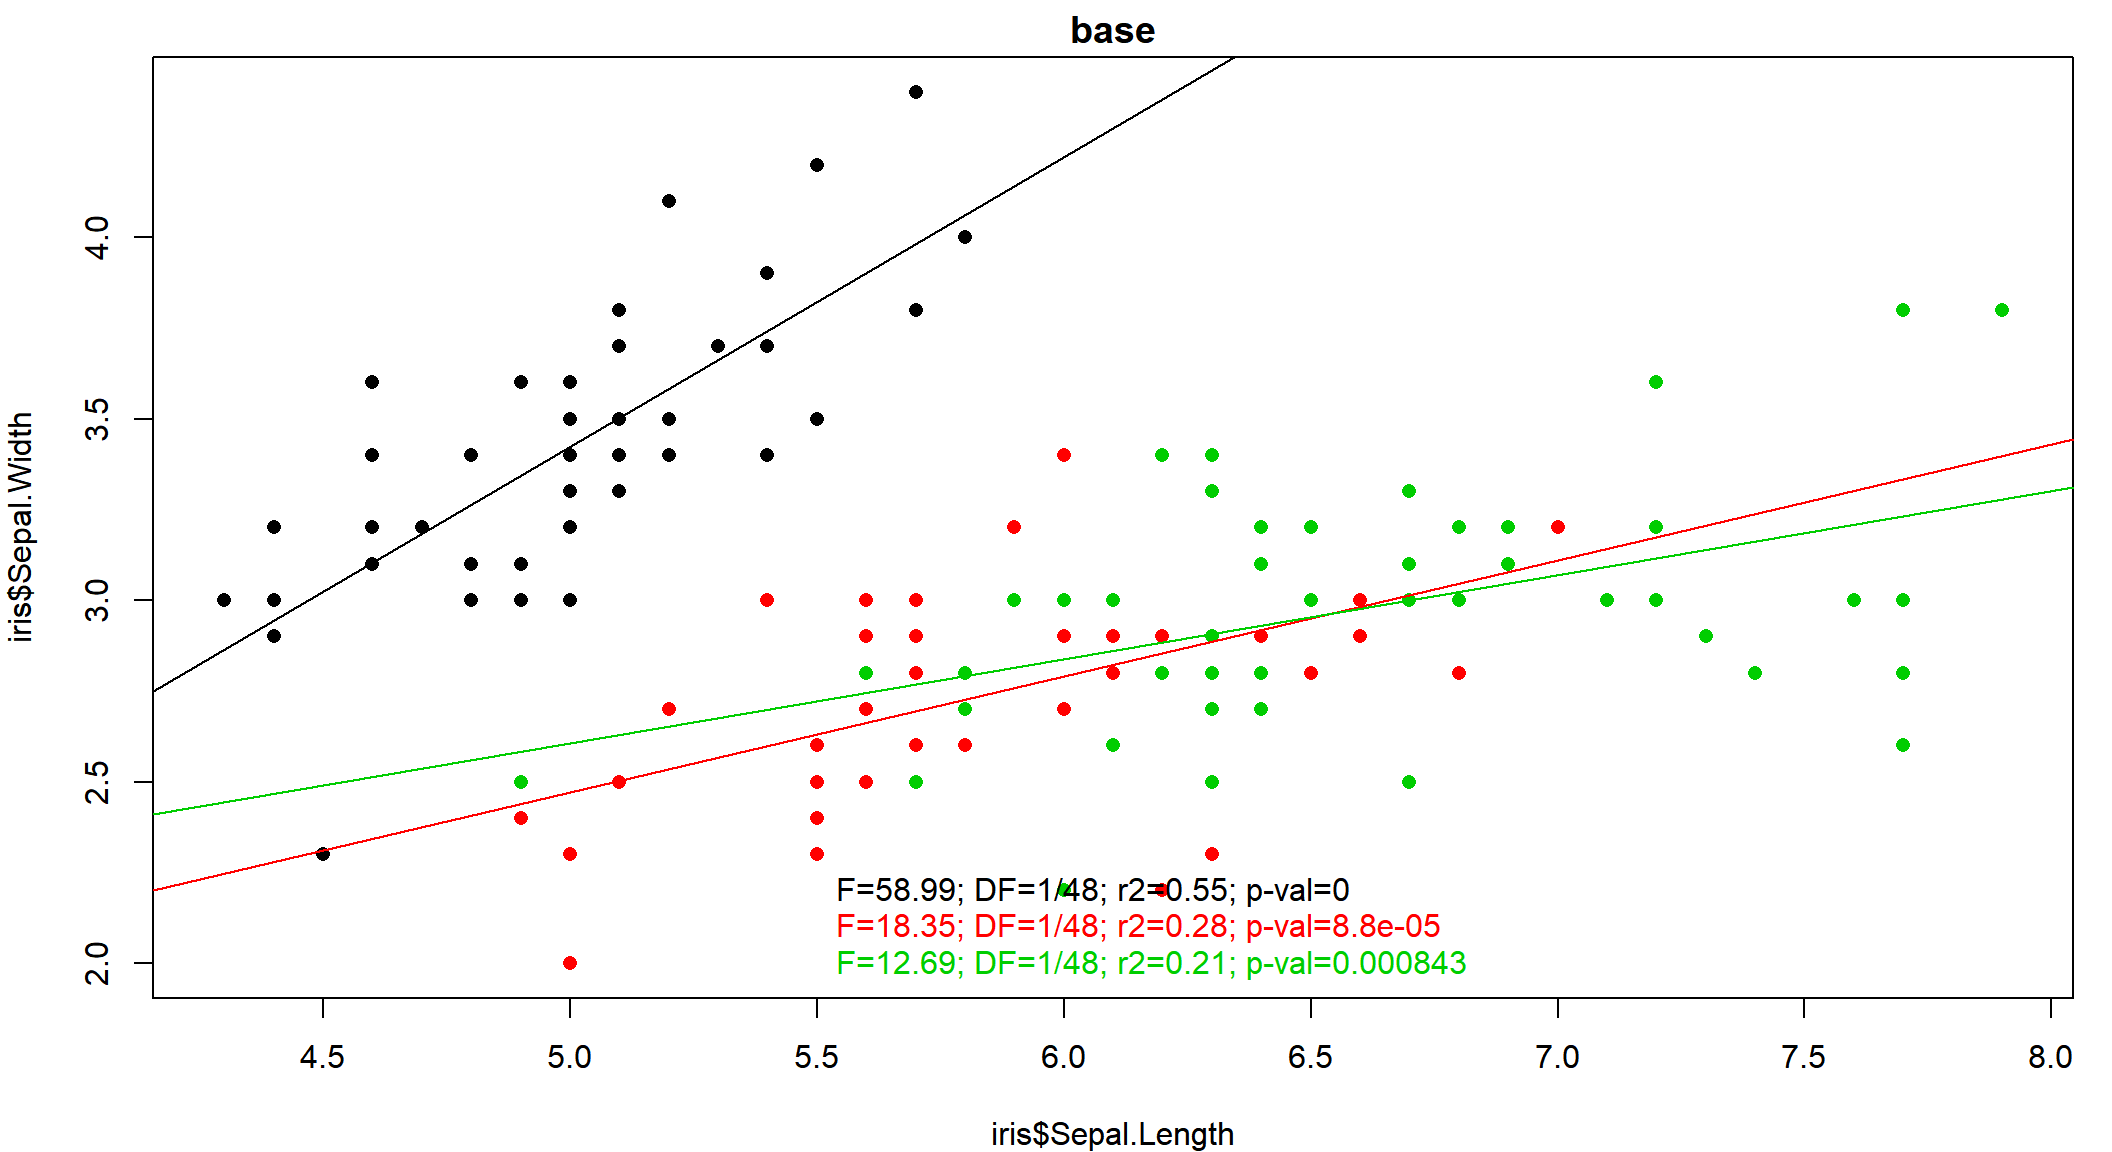 base
iris$Sepal.Width
4.0
3.5
3.0
2.5
2.0
F=58.99; DF=1/48; r2=0.55; p-val=0
F=18.35; DF=1/48; r2=0.28; p-val=8.8e-05
F=12.69; DF=1/48; r2=0.21; p-val=0.000843
4.5 5.0 5.5 6.0 6.5 7.0 7.5 8.0
iris$Sepal.Length